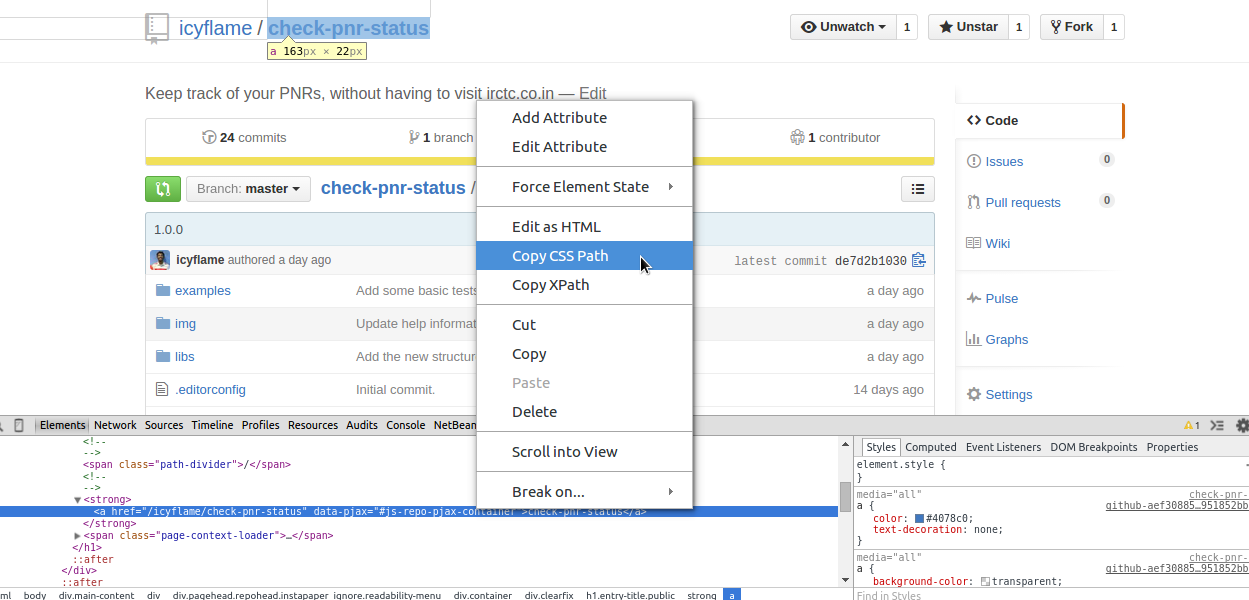 icyflame / check-pnr-status
Unwatch 1 Unstar 1 Fork 1
a 163px × 22px
Keep track of your PNRs, without having to visit irctc.co.in — Edit
24 commits 1 branch 1 contributor
Branch: master check-pnr-status /
1.0.0
icyflame authored a day ago latest commit de7d2b1030
examples Add some basic tests a day ago
img Update help informat a day ago
libs Add the new structur a day ago
.editorconfig Initial commit. 14 days ago
Code
Issues 0
Pull requests 0
Wiki
Pulse
Graphs
Settings
Add Attribute
Edit Attribute
Force Element State
Edit as HTML
Copy CSS Path
Copy XPath
Cut
Copy
Paste
Delete
Scroll into View
Break on...
Elements Network Sources Timeline Profiles Resources Audits Console NetBean 1
<!--
-->
<span class="path-divider">/</span>
<!--
-->
<strong>
<a href="/icyflame/check-pnr-status" data-pjax="#js-repo-pjax-container">check-pnr-status</a>
</strong>
<span class="page-context-loader">…</span>
</h1>
::after
</div>
::after
ml body div.main-content div div.pagehead.repohead.instapaper_ignore.readability-menu div.container div.clearfix h1.entry-title.public strong a
Styles Computed Event Listeners DOM Breakpoints Properties
element.style {
}
media="all" check-pnr-
a { github-aef30885…951852bb
color: #4078c0;
text-decoration: none;
}
media="all" check-pnr-
a { github-aef30885…951852bb
background-color: transparent;
Find in Styles